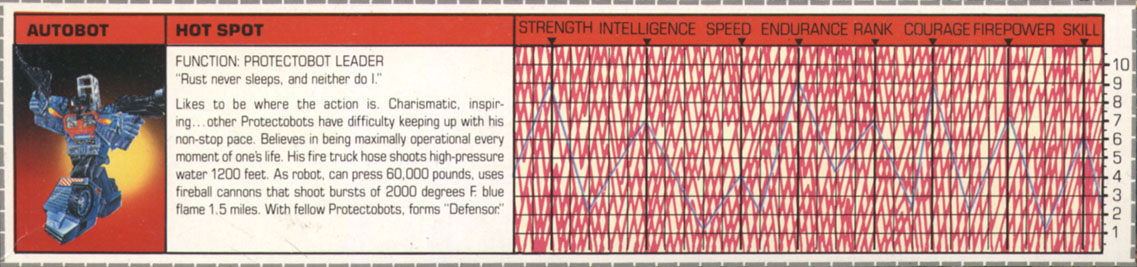 AUTOBOT
HOT SPOT
FUNCTION: PROTECTOBOT LEADER
"Rust never sleeps, and neither do I."
Likes to be where the action is. Charismatic, inspir-
ing...other Protectobots have difficulty keeping up with his
non-stop pace. Believes in being maximally operational every
moment of one's life. His fire truck hose shoots high-pressure
water 1200 feet. As robot, can press 60,000 pounds, uses
fireball cannons that shoot bursts of 2000 degrees F. blue
flame 1.5 miles. With fellow Protectobots, forms "Defensor."
STRENGTH INTELLIGENCE SPEED ENDURANCE RANK COURAGE FIREPOWER SKILL
10
9
8
7
6
5
4
3
2
1